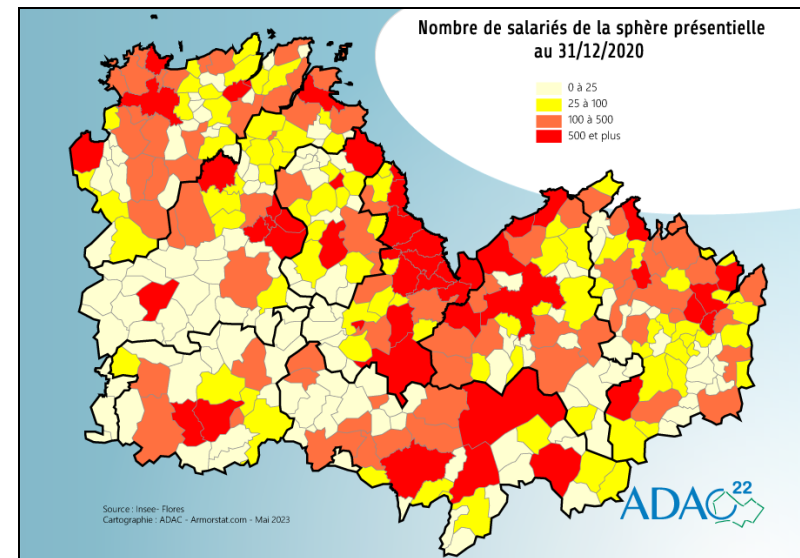 Nombre de salariés de la sphère présentielle
au 31/12/2020
0 à 25
25 à 100
100 à 500
500 et plus
Source : Insee- Flores
Cartographie : ADAC - Armorstat.com - Mai 2023
ADAC 22